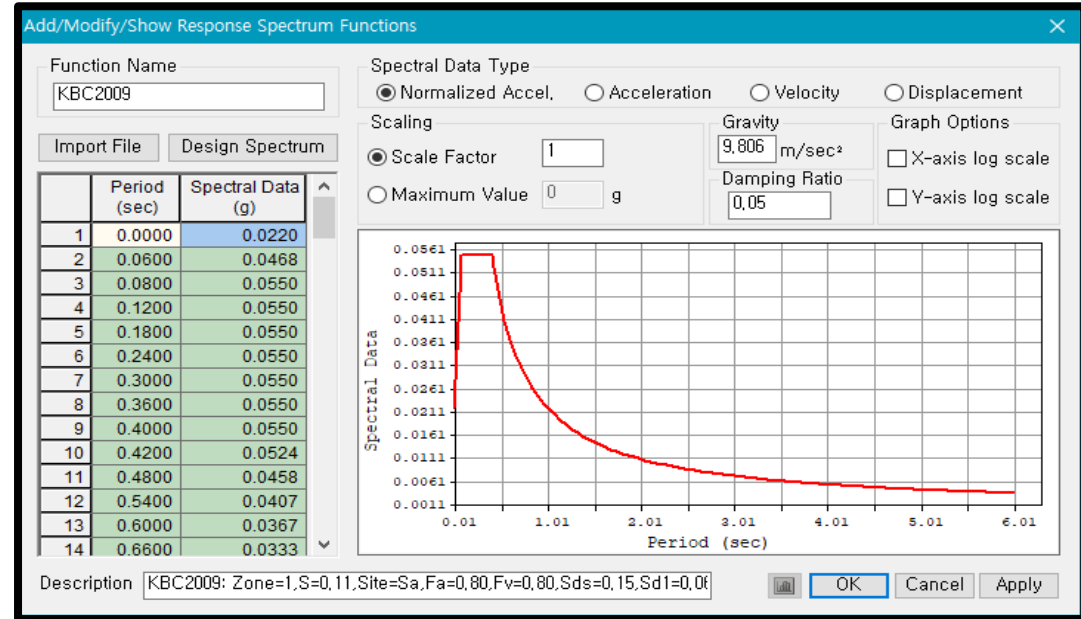 Add/Modify/Show Response Spectrum Functions
Function Name
KBC2009
Import File
Design Spectrum
Spectral Data Type
Normalized Accel.
Acceleration
Velocity
Displacement
Scaling
Scale Factor
1
Maximum Value
0
g
Gravity
9.806
m/sec²
Damping Ratio
0.05
Graph Options
X-axis log scale
Y-axis log scale
Period (sec) Spectral Data (g)
1 0.0000 0.0220
2 0.0600 0.0468
3 0.0800 0.0550
4 0.1200 0.0550
5 0.1800 0.0550
6 0.2400 0.0550
7 0.3000 0.0550
8 0.3600 0.0550
9 0.4000 0.0550
10 0.4200 0.0524
11 0.4800 0.0458
12 0.5400 0.0407
13 0.6000 0.0367
14 0.6600 0.0333
Spectral Data
0.0561
0.0511
0.0461
0.0411
0.0361
0.0311
0.0261
0.0211
0.0161
0.0111
0.0061
0.0011
0.01 1.01 2.01 3.01 4.01 5.01 6.01
Period (sec)
Description
KBC2009: Zone=1,S=0.11,Site=Sa,Fa=0.80,Fv=0.80,Sds=0.15,Sd1=0.06
OK
Cancel
Apply